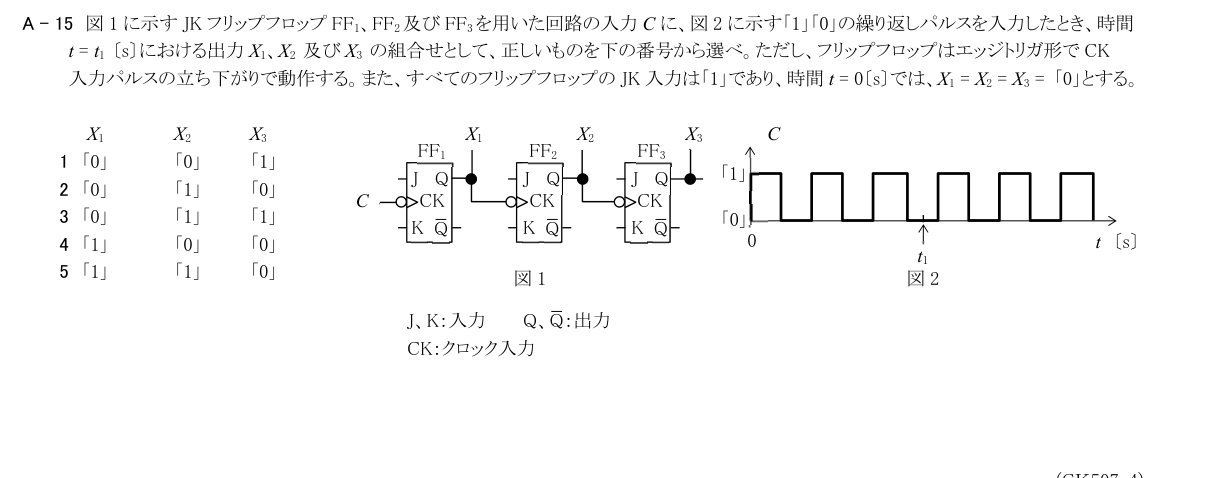 A - 15 図 1 に示す JK フリップフロップ FF1、FF2 及び FF3 を用いた回路の入力 C に、図 2 に示す「1」「0」の繰り返しパルスを入力したとき、時間
t = t1 〔s〕における出力 X1、X2 及び X3 の組合せとして、正しいものを下の番号から選べ。ただし、フリップフロップはエッジトリガ形で CK
入力パルスの立ち下がりで動作する。また、すべてのフリップフロップの JK 入力は「1」であり、時間 t = 0〔s〕では、X1 = X2 = X3 = 「0」とする。
X1 X2 X3
1 「0」 「0」 「1」
2 「0」 「1」 「0」
3 「0」 「1」 「1」
4 「1」 「0」 「0」
5 「1」 「1」 「0」
X1 X2 X3
FF1 FF2 FF3
J Q J Q J Q
C CK CK CK
K Q̅ K Q̅ K Q̅
図 1
J、K：入力 Q、Q̅：出力
CK：クロック入力
C
「1」
「0」
0 t 〔s〕
t1
図 2